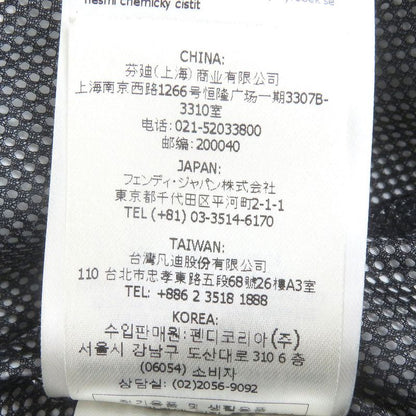 nesmí chemicky čistit
CHINA:
芬迪(上海)商业有限公司
上海南京西路1266号恒隆广场一期3307B-
3310室
电话: 021-52033800
邮编: 200040
JAPAN:
フェンディ・ジャパン株式会社
東京都千代田区平河町2-1-1
TEL (+81) 03-3514-6170
TAIWAN:
台灣凡迪股份有限公司
110 台北市忠孝東路五段68號26樓A3室
TEL: +886 2 3518 1888
KOREA:
수입판매원: 펜디코리아(주)
서울시 강남구 도산대로 310 6 층
(06054) 소비자
상담실: (02)2056-9092